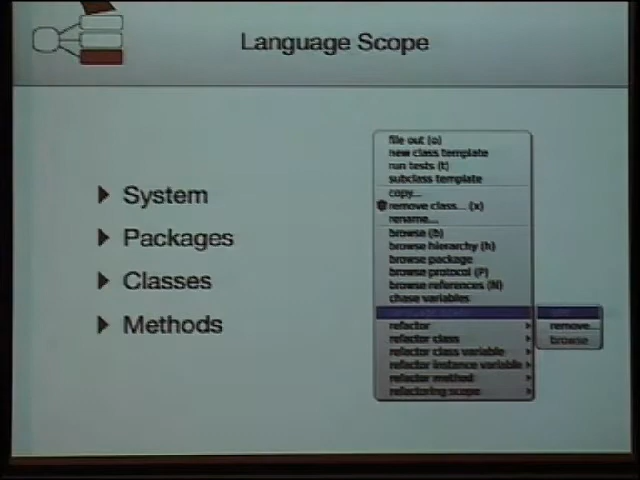 Language Scope
System
Packages
Classes
Methods
file out (o)
new class template
run tests (t)
subclass template
copy...
remove class... (x)
rename...
browse (b)
browse hierarchy (h)
browse package
browse protocol (P)
browse references (N)
chase variables
refactor
refactor class
refactor class variable
refactor instance variable
refactor method
refactoring scope
remove...
browse